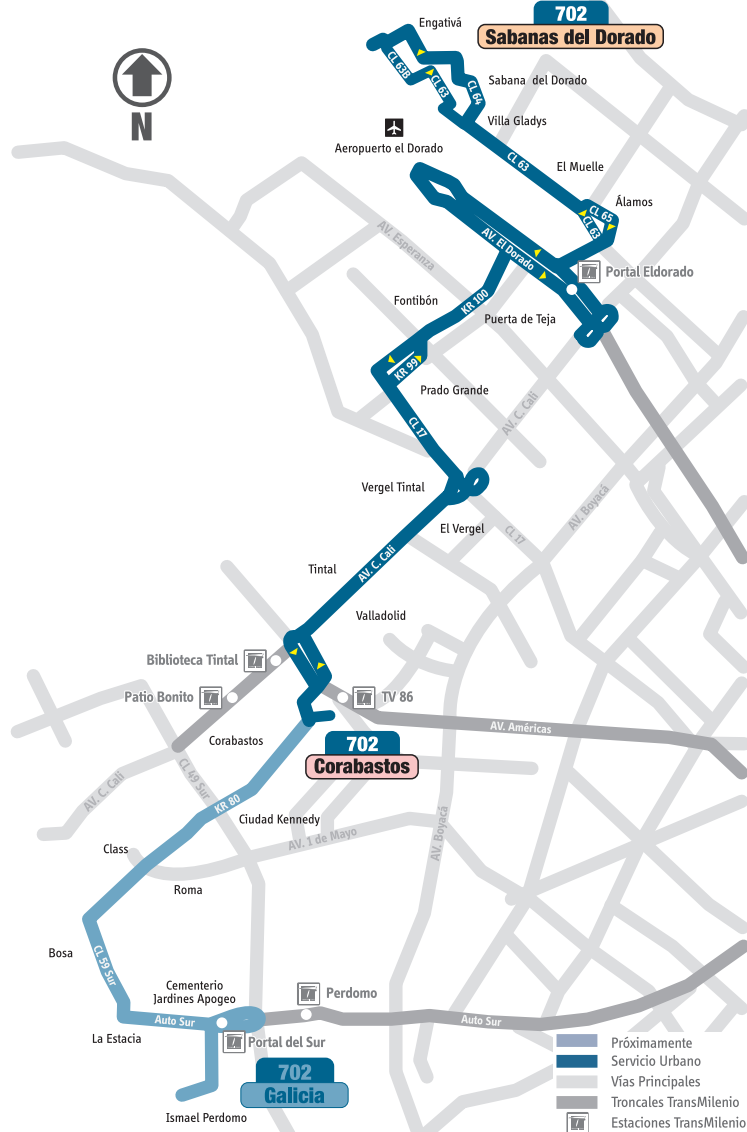 702
Sabanas del Dorado
Engativá
CL 63B
CL 63
CL 64
Sabana del Dorado
Villa Gladys
N
Aeropuerto el Dorado
CL 63
El Muelle
Álamos
CL 65
CL 63
AV. Esperanza
AV. El Dorado
Portal Eldorado
Fontibón
KR 100
Puerta de Teja
KR 99
Prado Grande
CL 17
AV. C. Cali
Vergel Tintal
El Vergel
CL 17
AV. Boyacá
Tintal
AV. C. Cali
Valladolid
Biblioteca Tintal
Patio Bonito
TV 86
AV. Américas
Corabastos
702
Corabastos
AV. C. Cali
CL 49 Sur
KR 80
Ciudad Kennedy
AV. 1 de Mayo
AV. Boyacá
Class
Roma
Bosa
CL 59 Sur
Cementerio
Jardines Apogeo
Perdomo
Auto Sur
Auto Sur
La Estacia
Portal del Sur
702
Galicia
Ismael Perdomo
Próximamente
Servicio Urbano
Vías Principales
Troncales TransMilenio
Estaciones TransMilenio